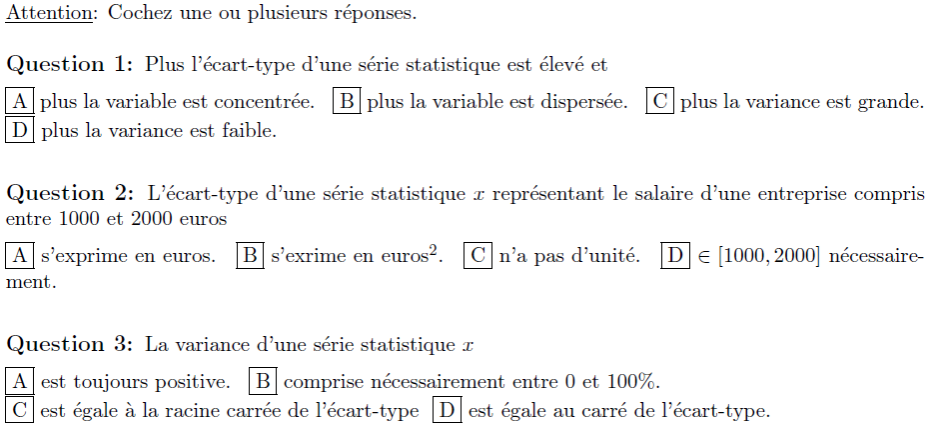 Attention: Cochez une ou plusieurs réponses.
Question 1: Plus l'écart-type d'une série statistique est élevé et
A plus la variable est concentrée. B plus la variable est dispersée. C plus la variance est grande.
D plus la variance est faible.
Question 2: L'écart-type d'une série statistique x représentant le salaire d'une entreprise compris
entre 1000 et 2000 euros
A s'exprime en euros. B s'exrime en euros². C n'a pas d'unité. D ∈ [1000, 2000] nécessaire-
ment.
Question 3: La variance d'une série statistique x
A est toujours positive. B comprise nécessairement entre 0 et 100%.
C est égale à la racine carrée de l'écart-type D est égale au carré de l'écart-type.